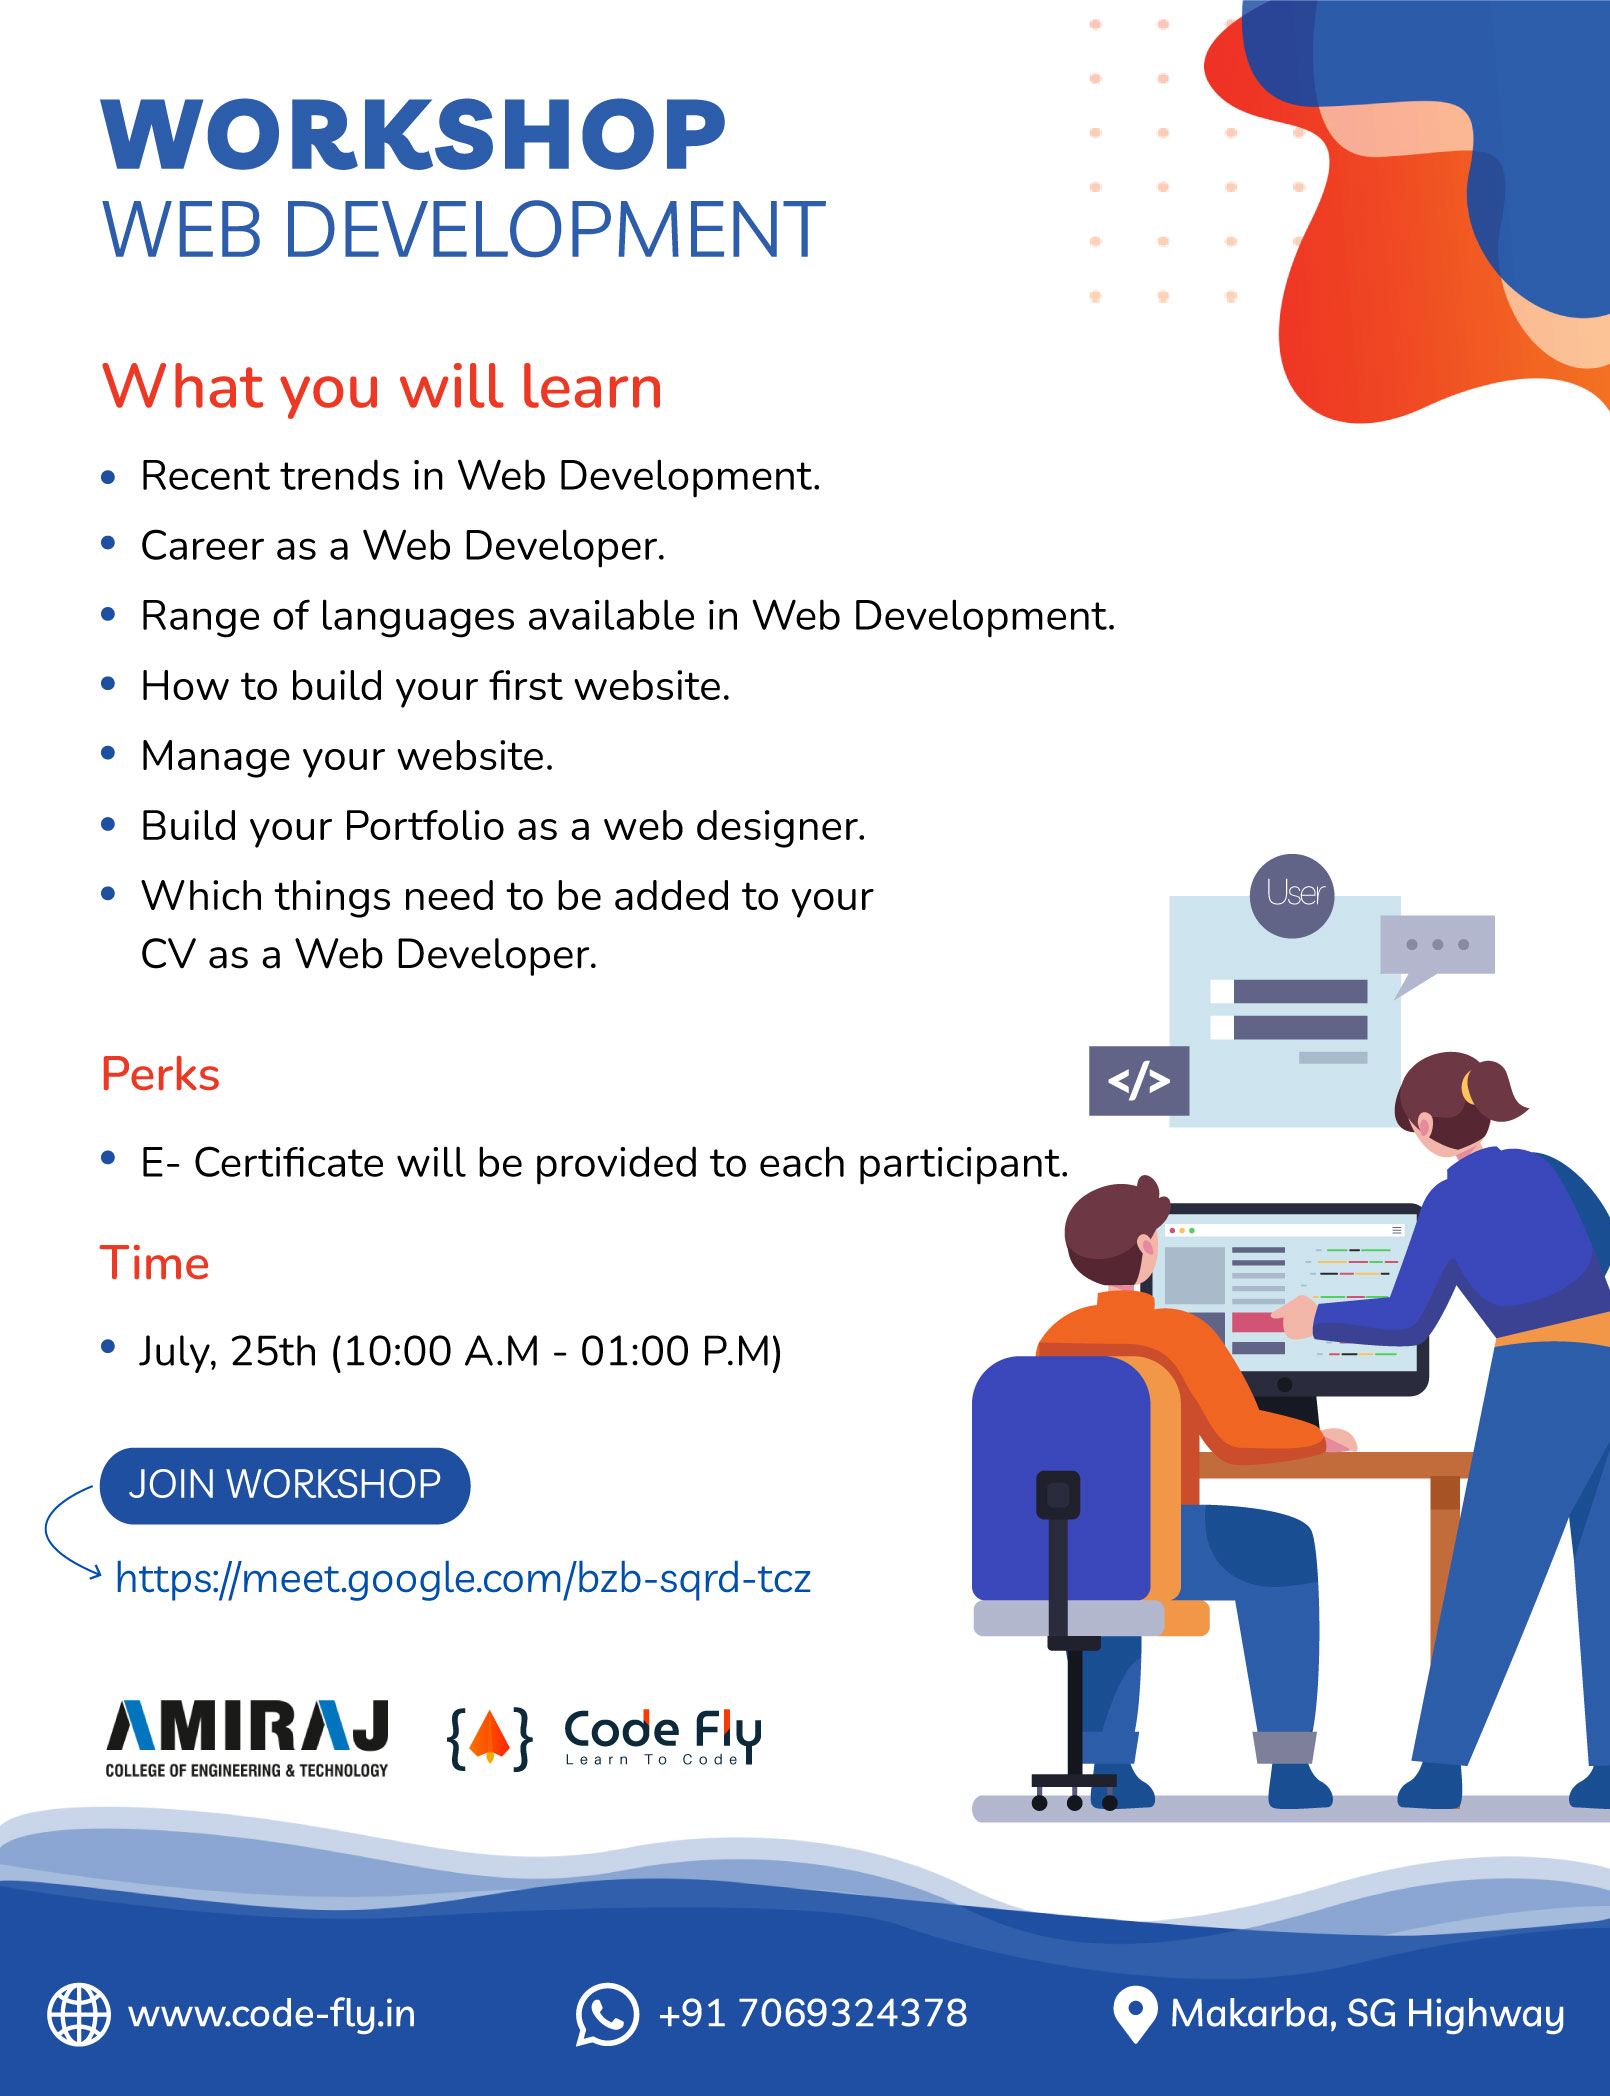 WORKSHOP
WEB DEVELOPMENT
What you will learn
• Recent trends in Web Development.
• Career as a Web Developer.
• Range of languages available in Web Development.
• How to build your first website.
• Manage your website.
• Build your Portfolio as a web designer.
• Which things need to be added to your
CV as a Web Developer.
User
</>
Perks
• E- Certificate will be provided to each participant.
Time
• July, 25th (10:00 A.M - 01:00 P.M)
JOIN WORKSHOP
https://meet.google.com/bzb-sqrd-tcz
AMIRAJ
COLLEGE OF ENGINEERING & TECHNOLOGY
{ } Code Fly
Learn To Code
www.code-fly.in
+91 7069324378
Makarba, SG Highway